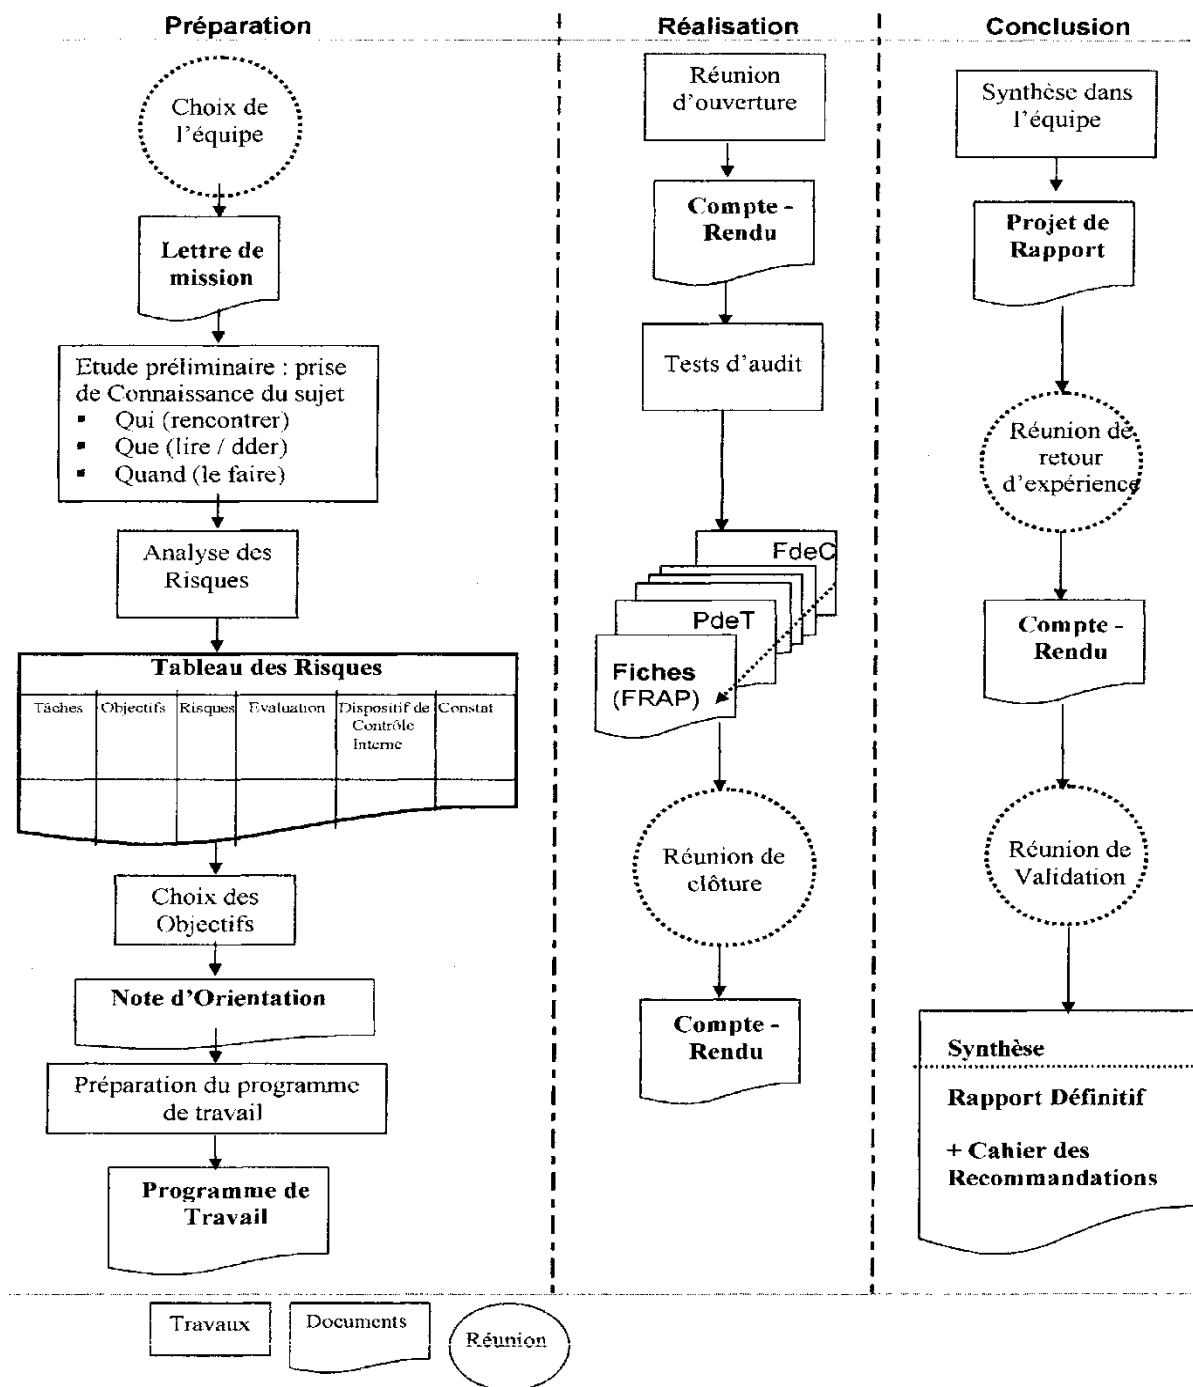 Préparation
Choix de
l'équipe
Lettre de
mission
Etude préliminaire : prise
de Connaissance du sujet
▪ Qui (rencontrer)
▪ Que (lire / dder)
▪ Quand (le faire)
Analyse des
Risques
Tableau des Risques
Tâches Objectifs Risques Evaluation Dispositif de Contrôle Interne Constat
Choix des
Objectifs
Note d'Orientation
Préparation du programme
de travail
Programme de
Travail
Réalisation
Réunion
d'ouverture
Compte -
Rendu
Tests d'audit
FdeC
PdeT
Fiches
(FRAP)
Réunion de
clôture
Compte -
Rendu
Conclusion
Synthèse dans
l'équipe
Projet de
Rapport
Réunion de
retour
d'expérience
Compte -
Rendu
Réunion de
Validation
Synthèse
Rapport Définitif
+ Cahier des
Recommandations
Travaux
Documents
Réunion